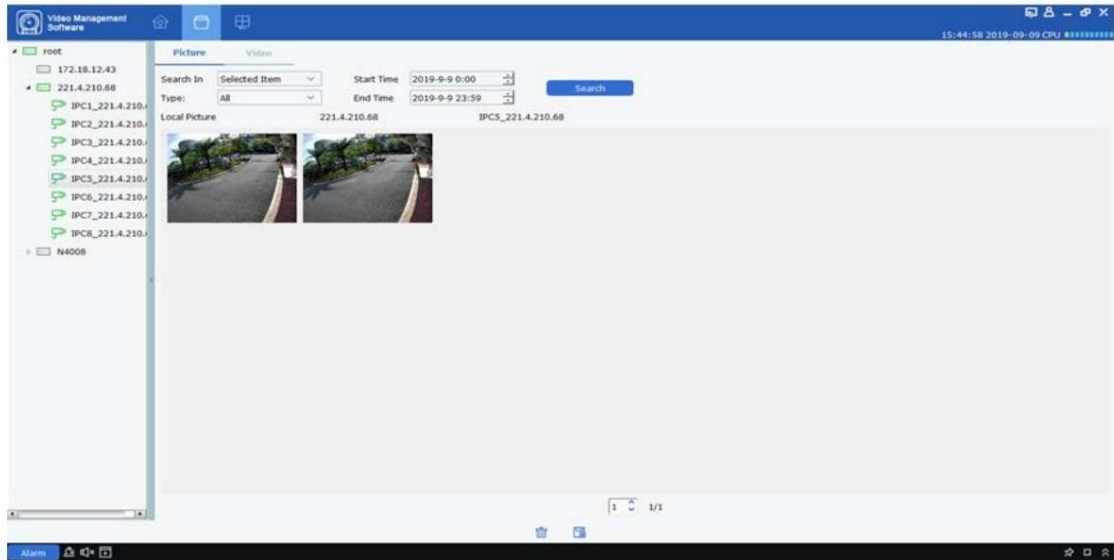 Video Management
Software
15:44:58 2019-09-09 CPU
root
172.18.12.43
221.4.210.68
IPC1_221.4.210.
IPC2_221.4.210.
IPC3_221.4.210.
IPC4_221.4.210.
IPC5_221.4.210.
IPC6_221.4.210.
IPC7_221.4.210.
IPC8_221.4.210.
N4008
Picture Video
Search In Selected Item Start Time 2019-9-9 0:00 Search
Type: All End Time 2019-9-9 23:59
Local Picture 221.4.210.68 IPC5_221.4.210.68
1 1/1
Alarm